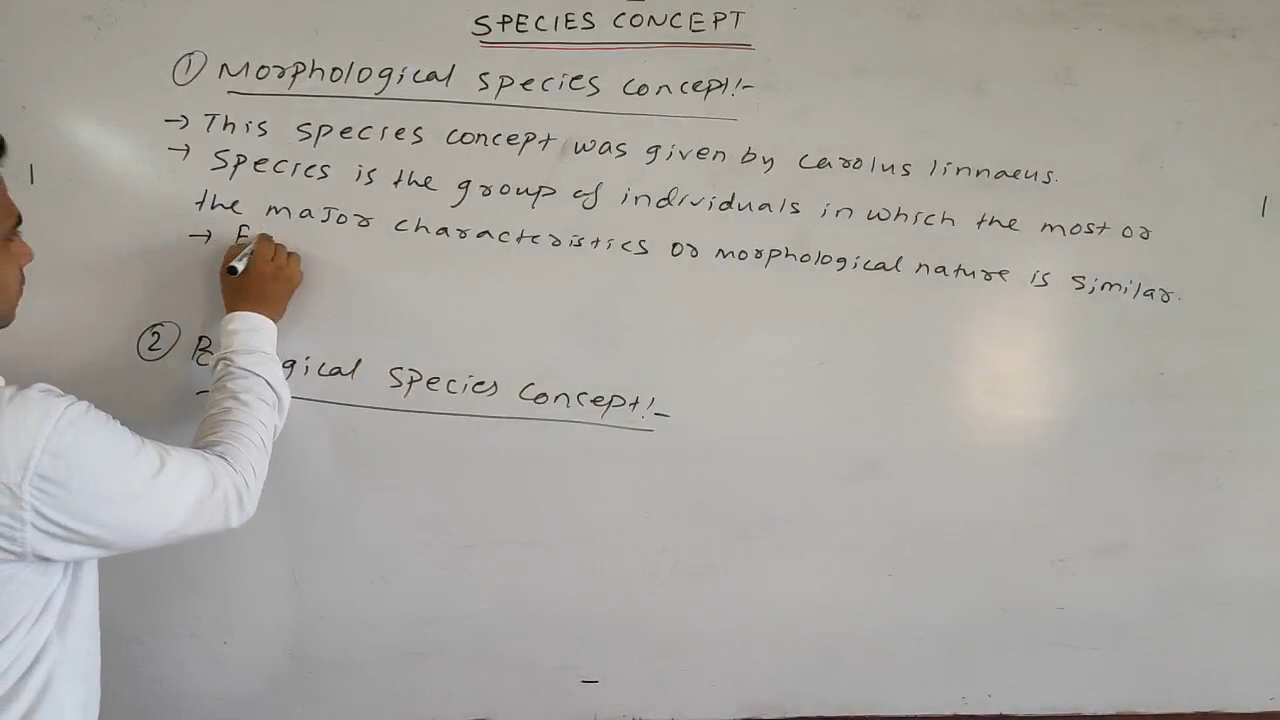 SPECIES CONCEPT
① Morphological species concept:-
→ This species concept was given by Carolus linnaeus.
→ Species is the group of individuals in which the most or
the major characteristics or morphological nature is similar.
→
② gical species concept:-